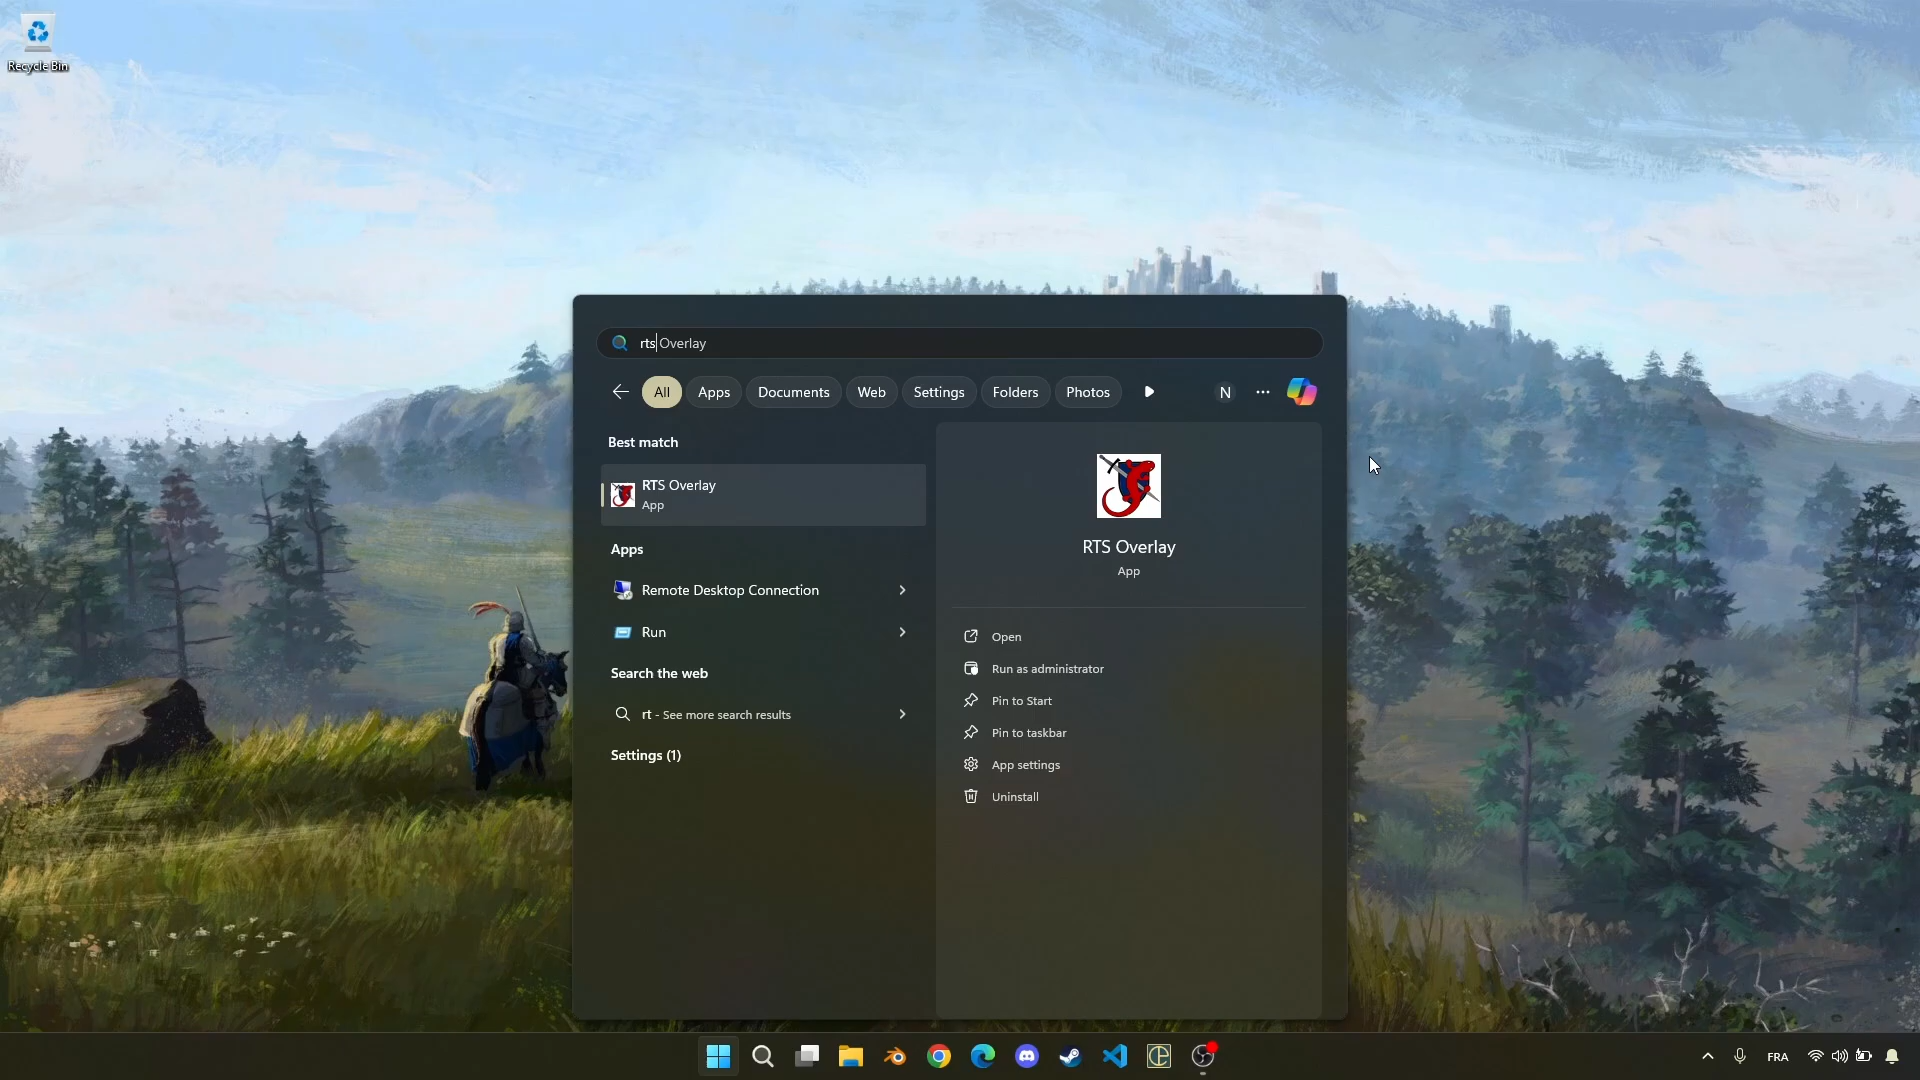 Recycle Bin
rts Overlay
All
Apps
Documents
Web
Settings
Folders
Photos
N
Best match
RTS Overlay
App
Apps
Remote Desktop Connection
Run
Search the web
rt - See more search results
Settings (1)
RTS Overlay
App
Open
Run as administrator
Pin to Start
Pin to taskbar
App settings
Uninstall
FRA